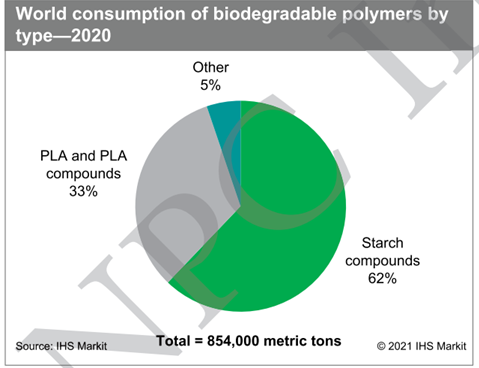 World consumption of biodegradable polymers by
type—2020
Other
5%
PLA and PLA
compounds
33%
Starch
compounds
62%
Total = 854,000 metric tons
Source: IHS Markit
© 2021 IHS Markit